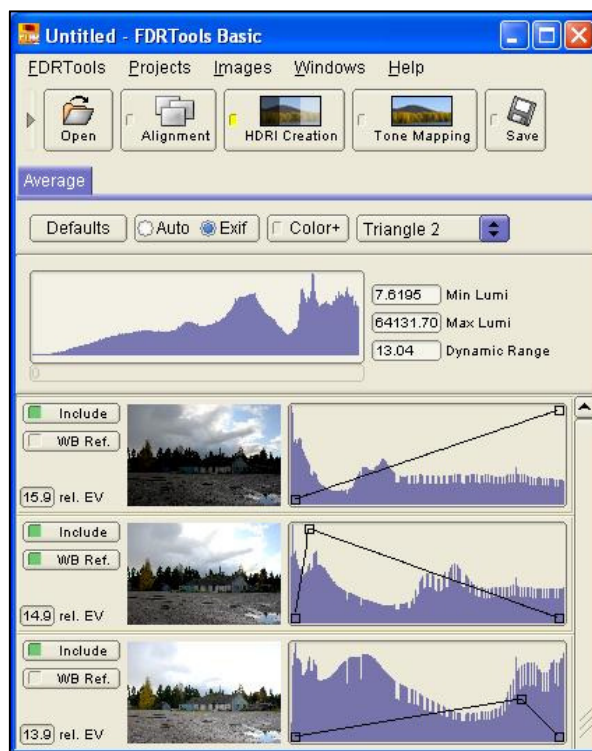 Untitled - FDRTools Basic
FDRTools Projects Images Windows Help
Open Alignment HDRI Creation Tone Mapping Save
Average
Defaults Auto Exif Color+ Triangle 2
7.6195 Min Lumi
64131.70 Max Lumi
13.04 Dynamic Range
0
Include
WB Ref.
15.9 rel. EV
Include
WB Ref.
14.9 rel. EV
Include
WB Ref.
13.9 rel. EV